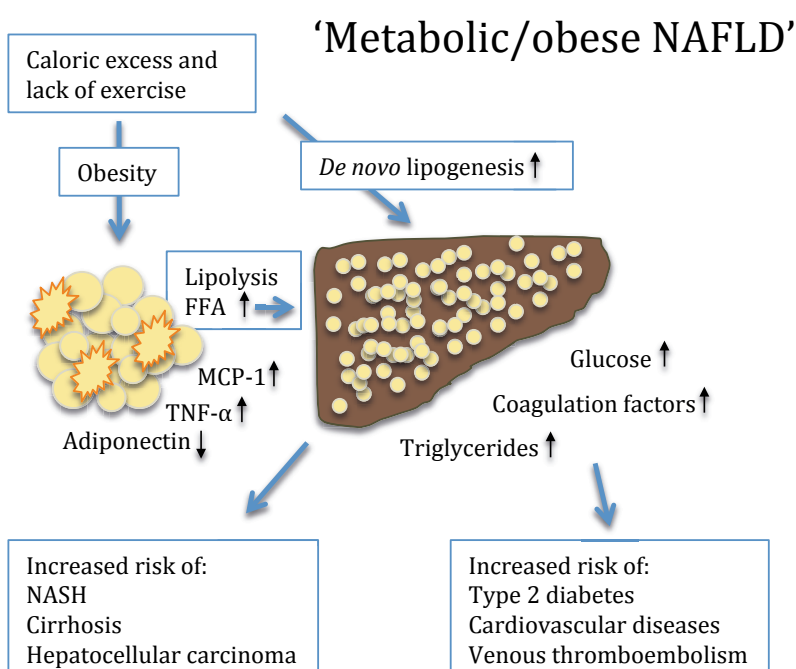 ‘Metabolic/obese NAFLD’
Caloric excess and
lack of exercise
Obesity
De novo lipogenesis ↑
Lipolysis
FFA ↑
MCP-1↑
TNF-α↑
Adiponectin↓
Glucose ↑
Coagulation factors↑
Triglycerides ↑
Increased risk of:
NASH
Cirrhosis
Hepatocellular carcinoma
Increased risk of:
Type 2 diabetes
Cardiovascular diseases
Venous thromboembolism